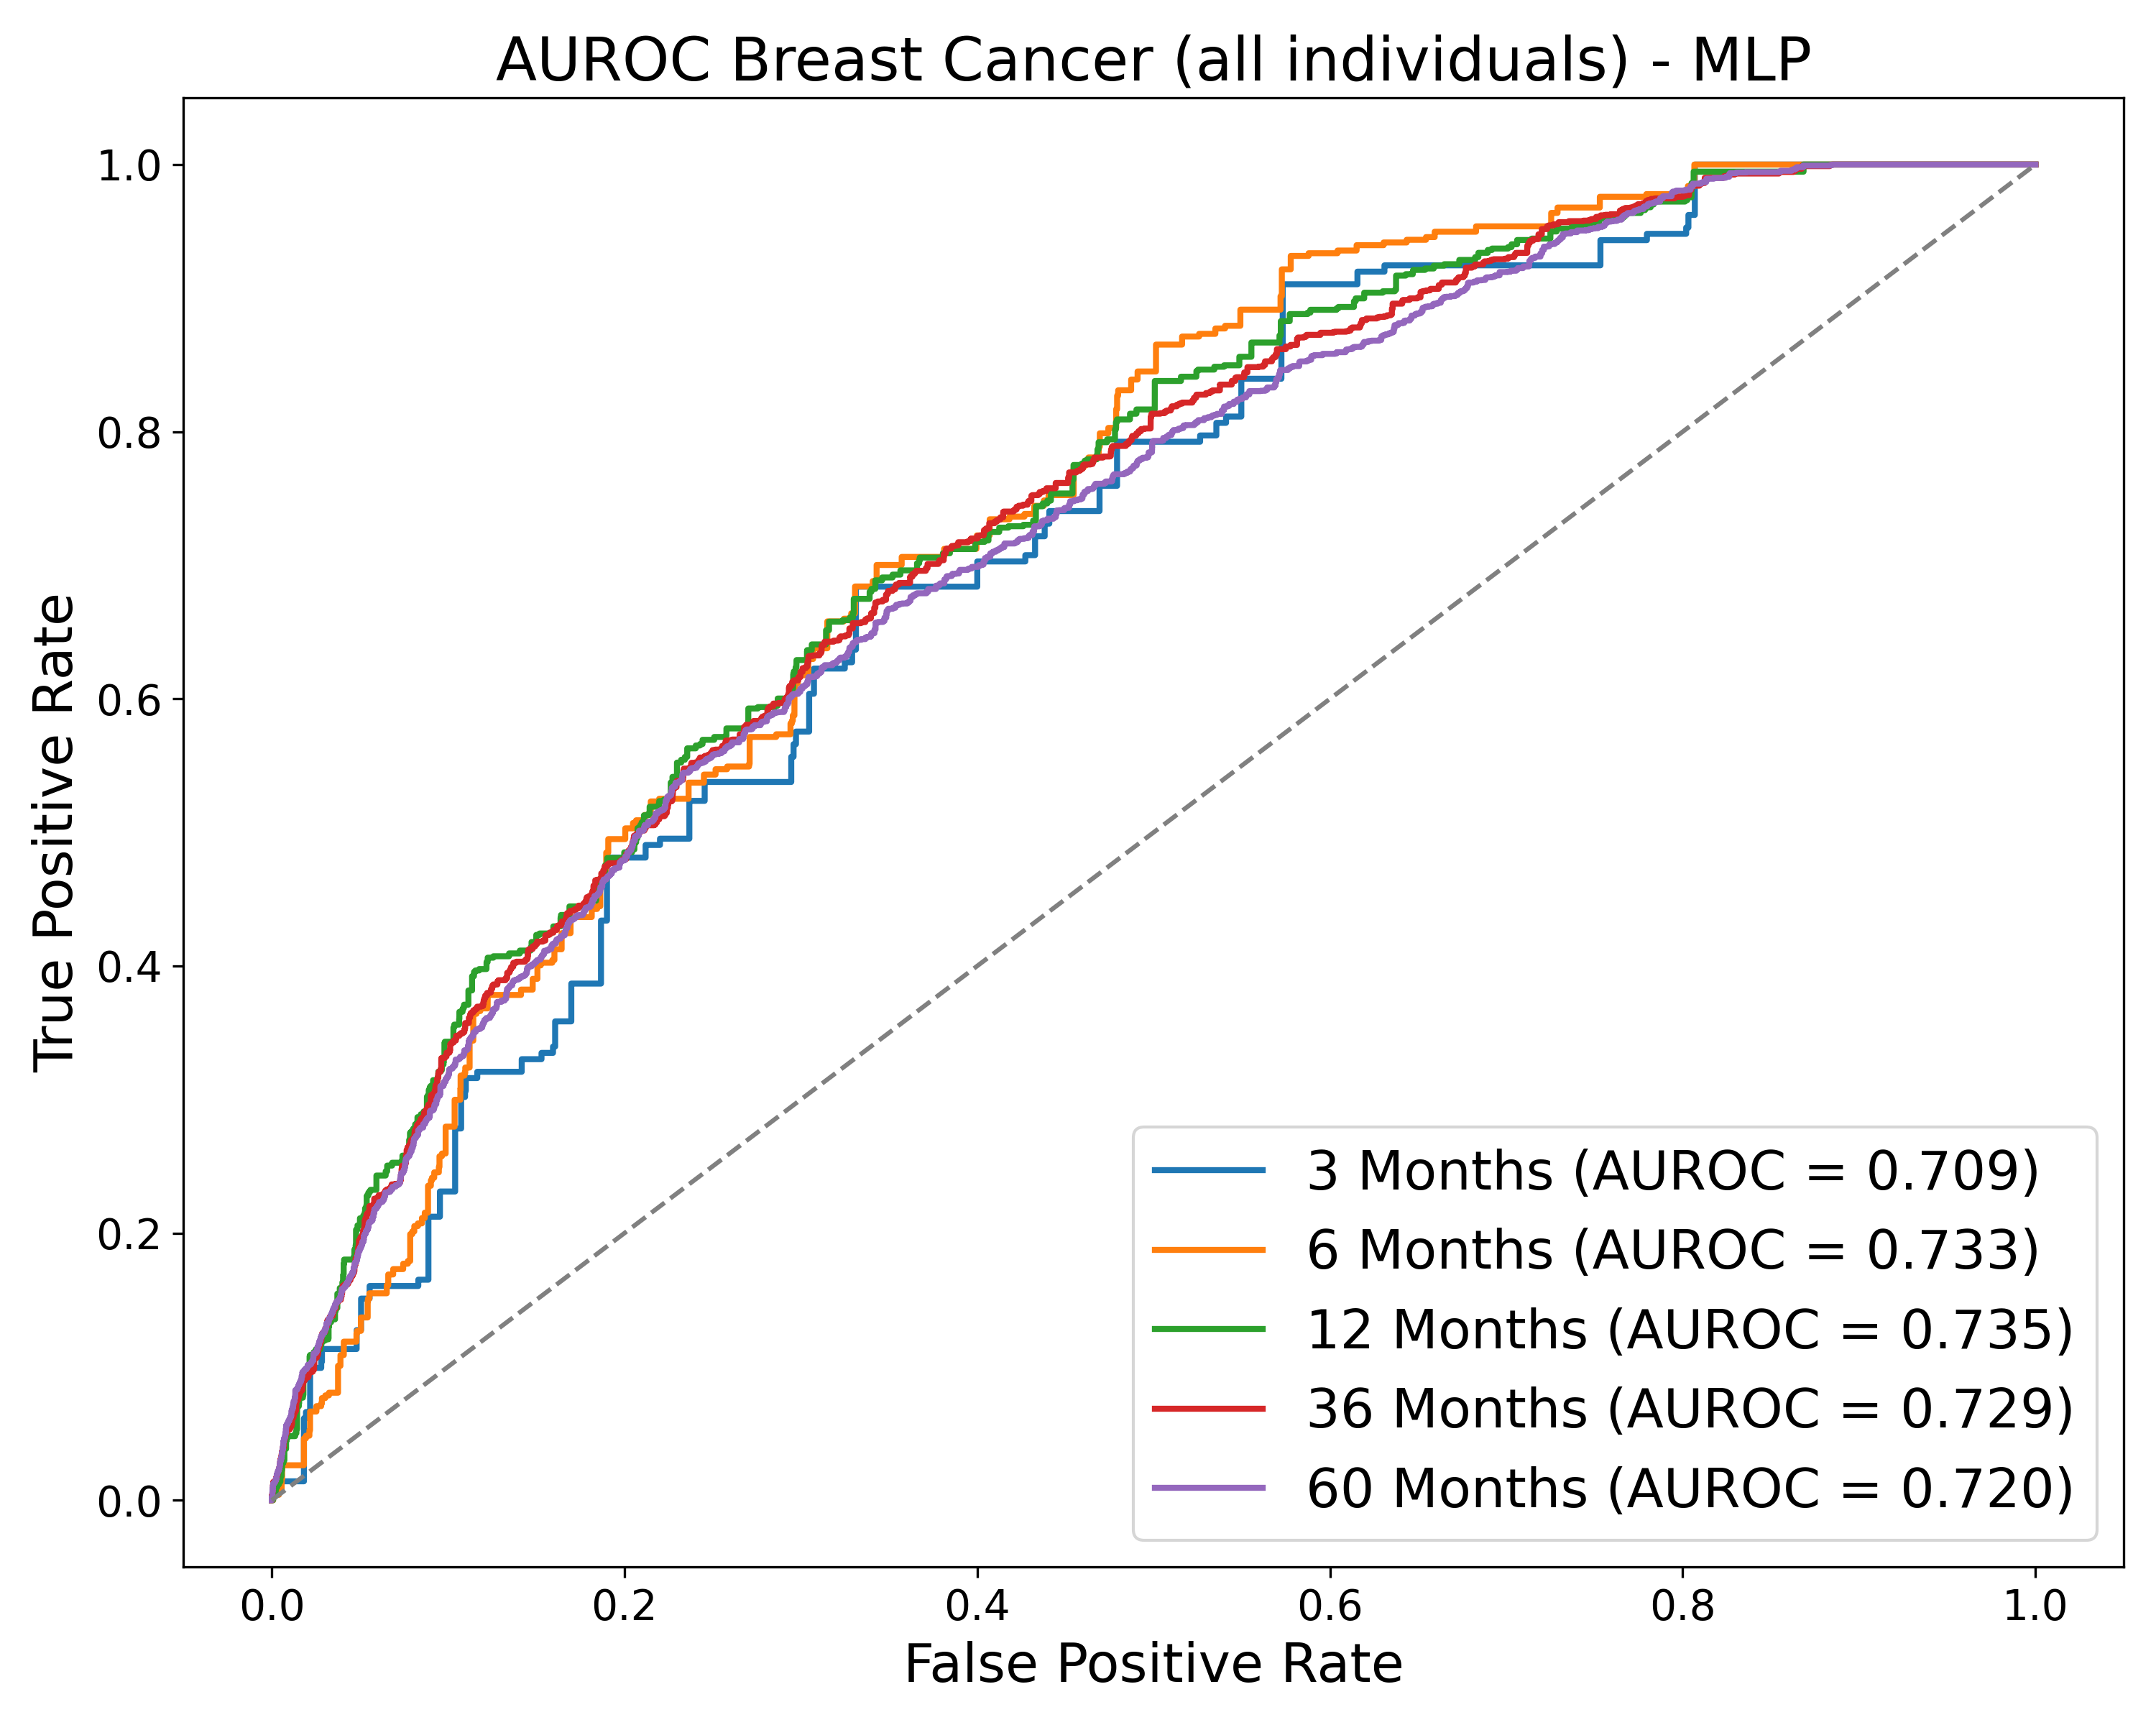 AUROC Breast Cancer (all individuals) - MLP
True Positive Rate
1.0
0.8
0.6
0.4
0.2
0.0
3 Months (AUROC = 0.709)
6 Months (AUROC = 0.733)
12 Months (AUROC = 0.735)
36 Months (AUROC = 0.729)
60 Months (AUROC = 0.720)
0.0 0.2 0.4 0.6 0.8 1.0
False Positive Rate